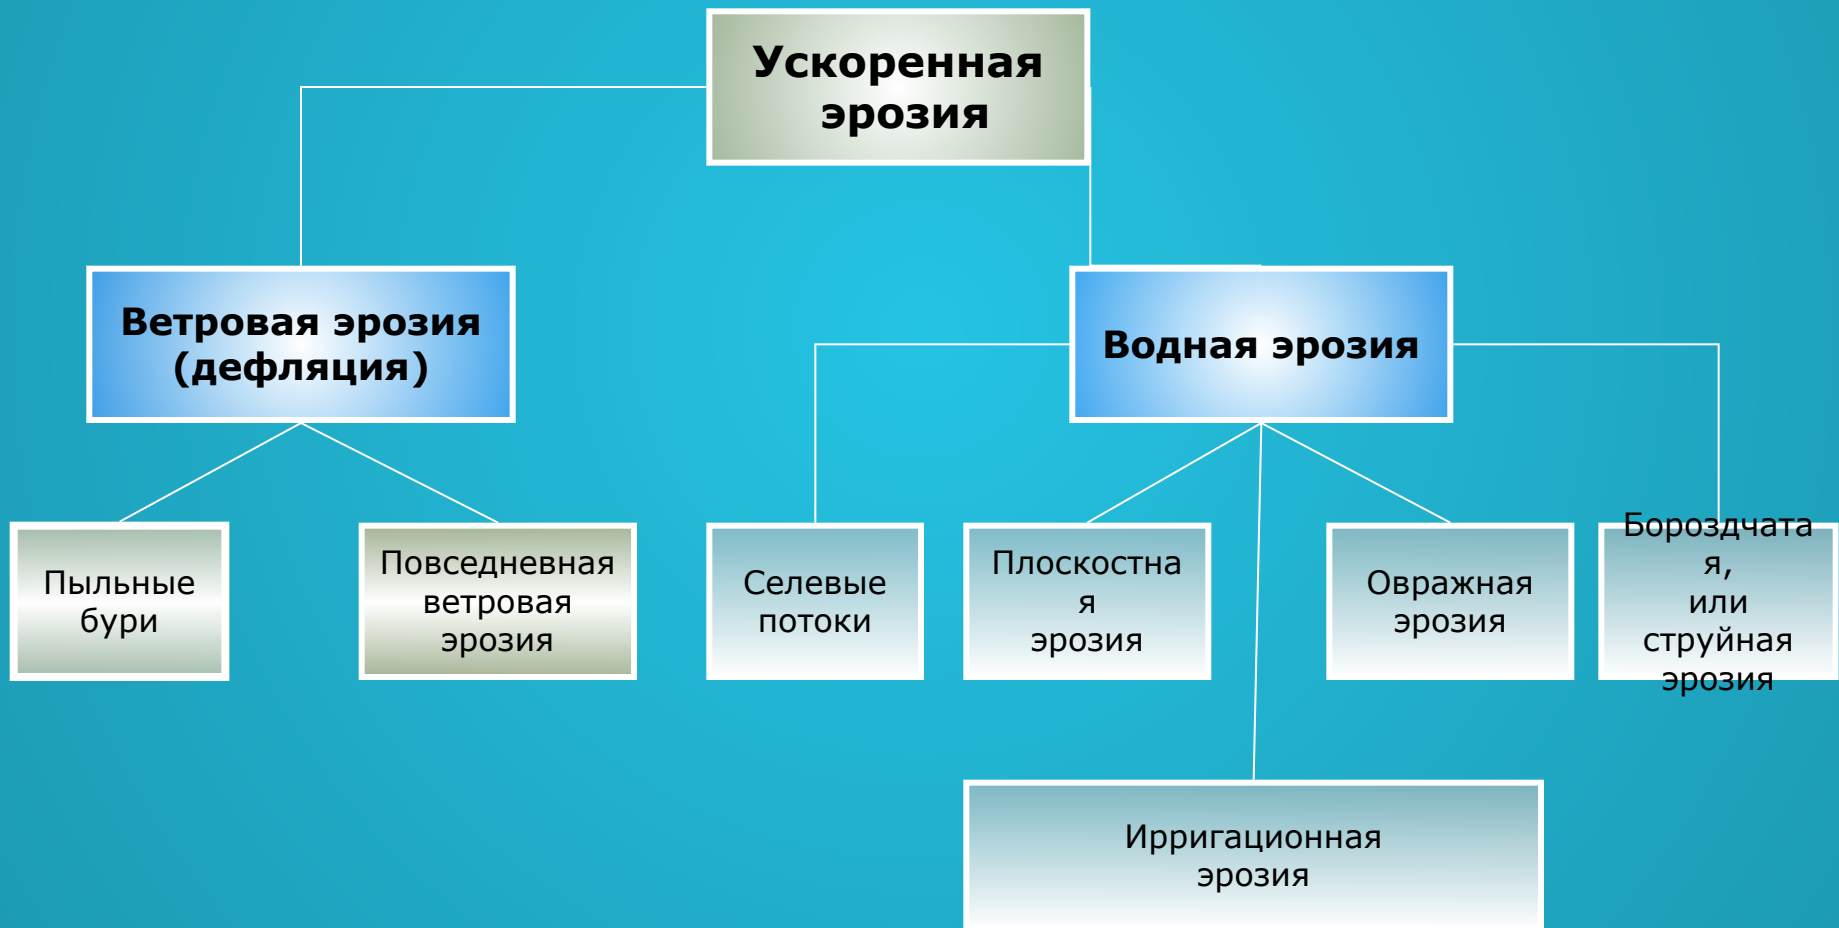 Ускоренная
эрозия
Ветровая эрозия
(дефляция)
Водная эрозия
Пыльные
бури
Повседневная
ветровая
эрозия
Селевые
потоки
Плоскостна
я
эрозия
Овражная
эрозия
Бороздчата
я,
или
струйная
эрозия
Ирригационная
эрозия